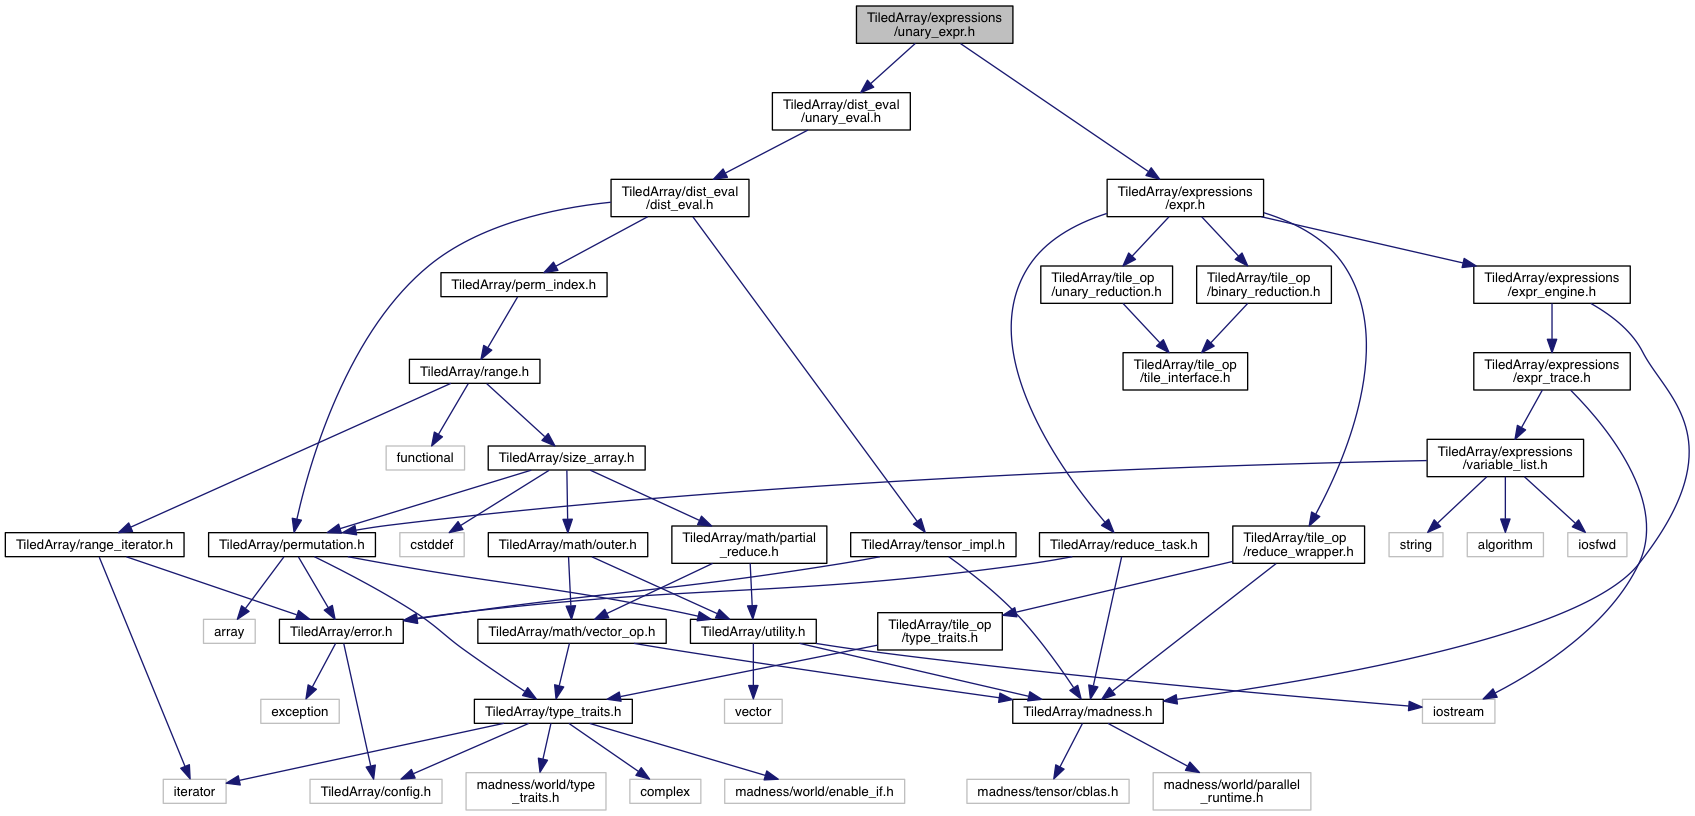 TiledArray/expressions
/unary_expr.h
TiledArray/dist_eval
/unary_eval.h
TiledArray/dist_eval
/dist_eval.h
TiledArray/expressions
/expr.h
TiledArray/perm_index.h
TiledArray/tile_op
/unary_reduction.h
TiledArray/tile_op
/binary_reduction.h
TiledArray/expressions
/expr_engine.h
TiledArray/range.h
TiledArray/tile_op
/tile_interface.h
TiledArray/expressions
/expr_trace.h
functional
TiledArray/size_array.h
TiledArray/expressions
/variable_list.h
TiledArray/range_iterator.h
TiledArray/permutation.h
cstddef
TiledArray/math/outer.h
TiledArray/math/partial
_reduce.h
TiledArray/tensor_impl.h
TiledArray/reduce_task.h
TiledArray/tile_op
/reduce_wrapper.h
string
algorithm
iosfwd
array
TiledArray/error.h
TiledArray/math/vector_op.h
TiledArray/utility.h
TiledArray/tile_op
/type_traits.h
exception
TiledArray/type_traits.h
vector
TiledArray/madness.h
iostream
iterator
TiledArray/config.h
madness/world/type
_traits.h
complex
madness/world/enable_if.h
madness/tensor/cblas.h
madness/world/parallel
_runtime.h